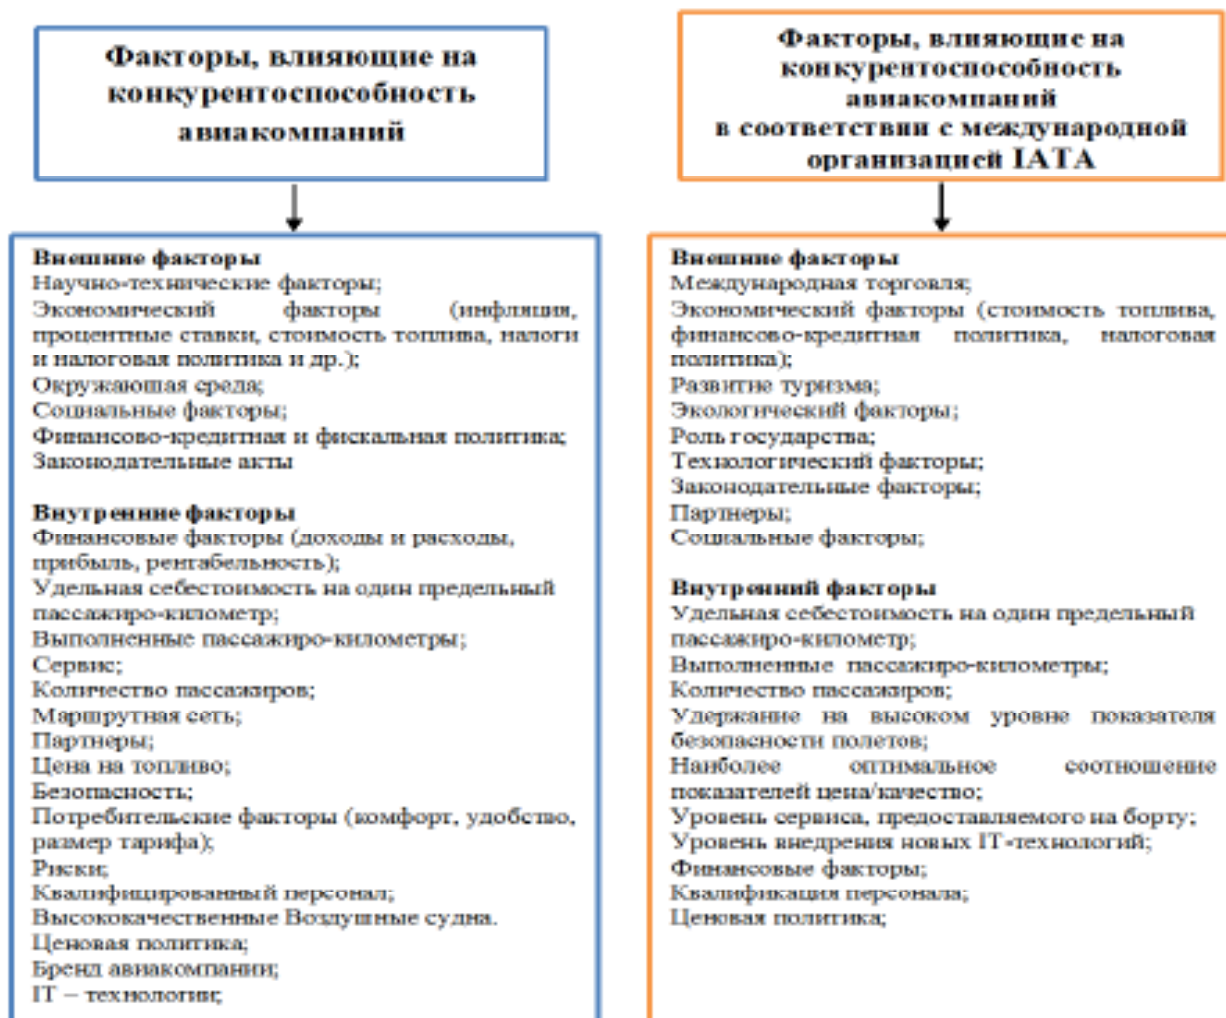 Факторы, влияющие на
конкурентоспособность
авиакомпаний
Внешние факторы
Научно-технические факторы;
Экономический факторы (инфляция,
процентные ставки, стоимость топлива, налоги
и налоговая политика и др.);
Окружающая среда;
Социальные факторы;
Финансово-кредитная и фискальная политика;
Законодательные акты
Внутренние факторы
Финансовые факторы (доходы и расходы,
прибыль, рентабельность);
Удельная себестоимость на один предельный
пассажиро-километр;
Выполненные пассажиро-километры;
Сервис;
Количество пассажиров;
Маршрутная сеть;
Партнеры;
Цена на топливо;
Безопасность;
Потребительские факторы (комфорт, удобство,
размер тарифа);
Риски;
Квалифицированный персонал;
Высококачественные Воздушные судна.
Ценовая политика;
Бренд авиакомпании;
IT – технологии;
Факторы, влияющие на
конкурентоспособность
авиакомпаний
в соответствии с международной
организацией IATA
Внешние факторы
Международная торговля;
Экономический факторы (стоимость топлива,
финансово-кредитная политика, налоговая
политика);
Развитие туризма;
Экологический факторы;
Роль государства;
Технологический факторы;
Законодательные факторы;
Партнеры;
Социальные факторы;
Внутренний факторы
Удельная себестоимость на один предельный
пассажиро-километр;
Выполненные пассажиро-километры;
Количество пассажиров;
Удержание на высоком уровне показателя
безопасности полетов;
Наиболее оптимальное соотношение
показателей цена/качество;
Уровень сервиса, предоставляемого на борту;
Уровень внедрения новых IT-технологий;
Финансовые факторы;
Квалификация персонала;
Ценовая политика;